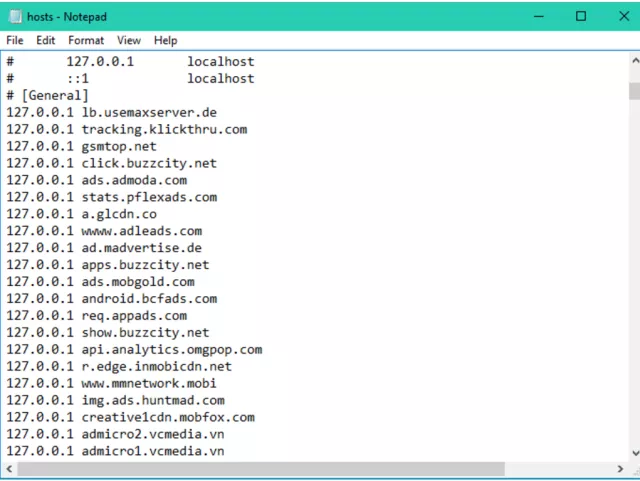 hosts - Notepad
File Edit Format View Help
# 127.0.0.1 localhost
# ::1 localhost
# [General]
127.0.0.1 lb.usemaxserver.de
127.0.0.1 tracking.klickthru.com
127.0.0.1 gsmtop.net
127.0.0.1 click.buzzcity.net
127.0.0.1 ads.admoda.com
127.0.0.1 stats.pflexads.com
127.0.0.1 a.glcdn.co
127.0.0.1 wwww.adleads.com
127.0.0.1 ad.madvertise.de
127.0.0.1 apps.buzzcity.net
127.0.0.1 ads.mobgold.com
127.0.0.1 android.bcfads.com
127.0.0.1 req.appads.com
127.0.0.1 show.buzzcity.net
127.0.0.1 api.analytics.omgpop.com
127.0.0.1 r.edge.inmobicdn.net
127.0.0.1 www.mmnetwork.mobi
127.0.0.1 img.ads.huntmad.com
127.0.0.1 creative1cdn.mobfox.com
127.0.0.1 admicro2.vcmedia.vn
127.0.0.1 admicro1.vcmedia.vn